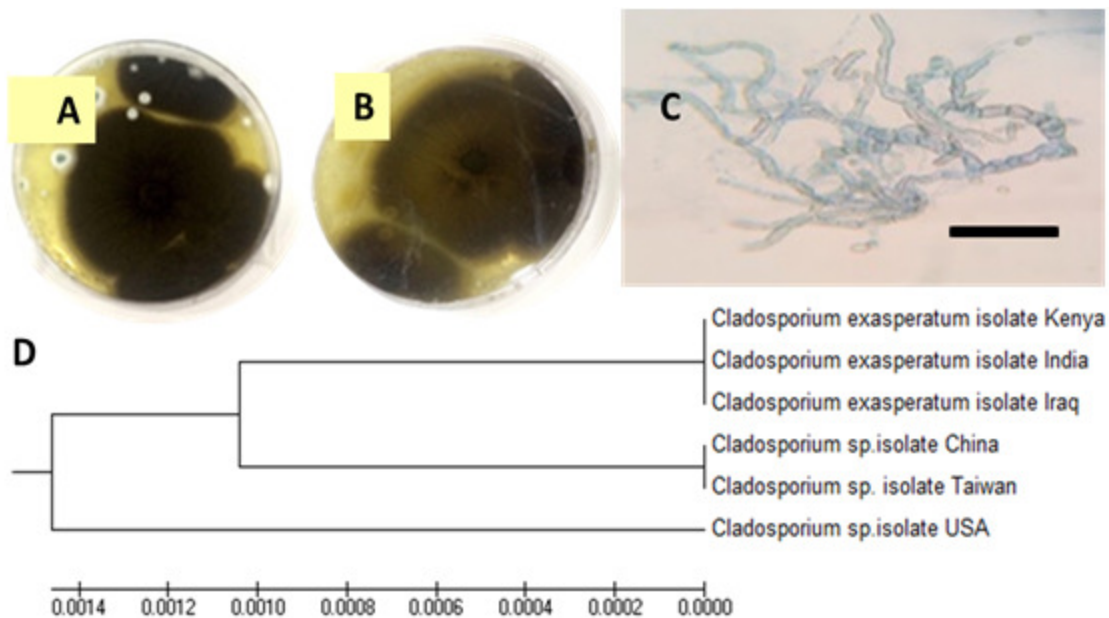 A
B
C
D
Cladosporium exasperatum isolate Kenya
Cladosporium exasperatum isolate India
Cladosporium exasperatum isolate Iraq
Cladosporium sp.isolate China
Cladosporium sp. isolate Taiwan
Cladosporium sp.isolate USA
0.0014 0.0012 0.0010 0.0008 0.0006 0.0004 0.0002 0.0000